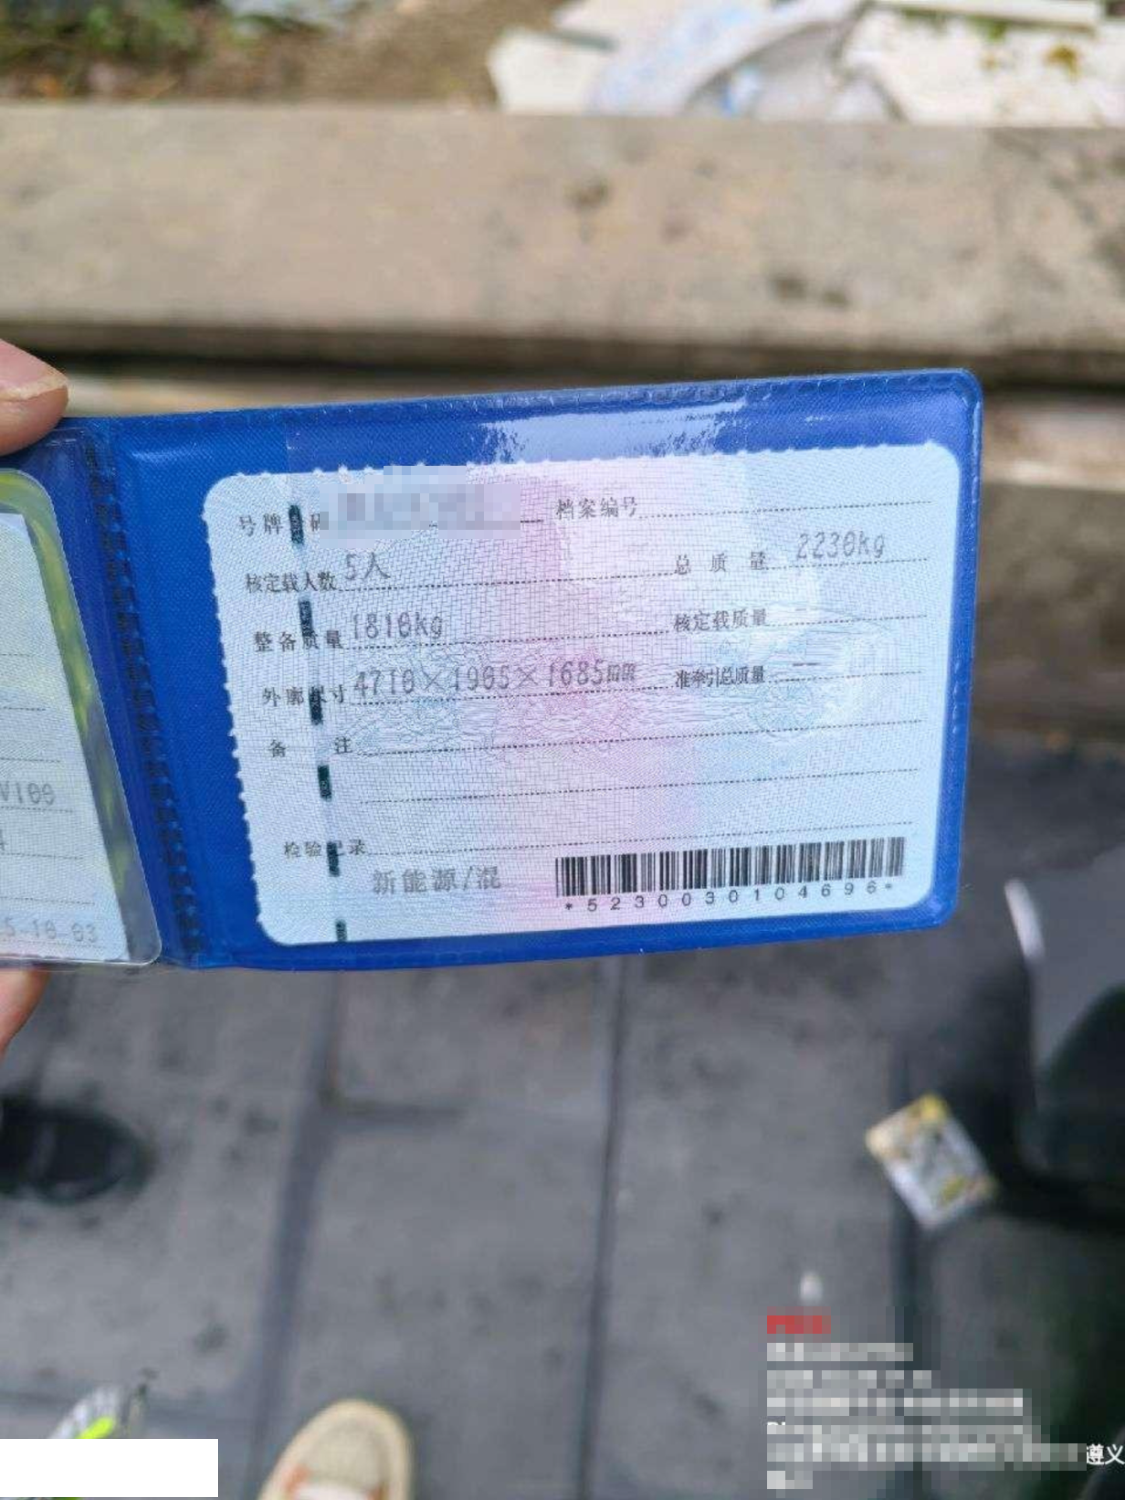 号牌号码
档案编号
核定载人数 5人
总质量 2230kg
整备质量 1810kg
核定载质量
外廓尺寸 4710×1905×1685mm
准牵引总质量 --
备注
检验记录
新能源/混
*5230030104696*
V100
5-10-03
遵义